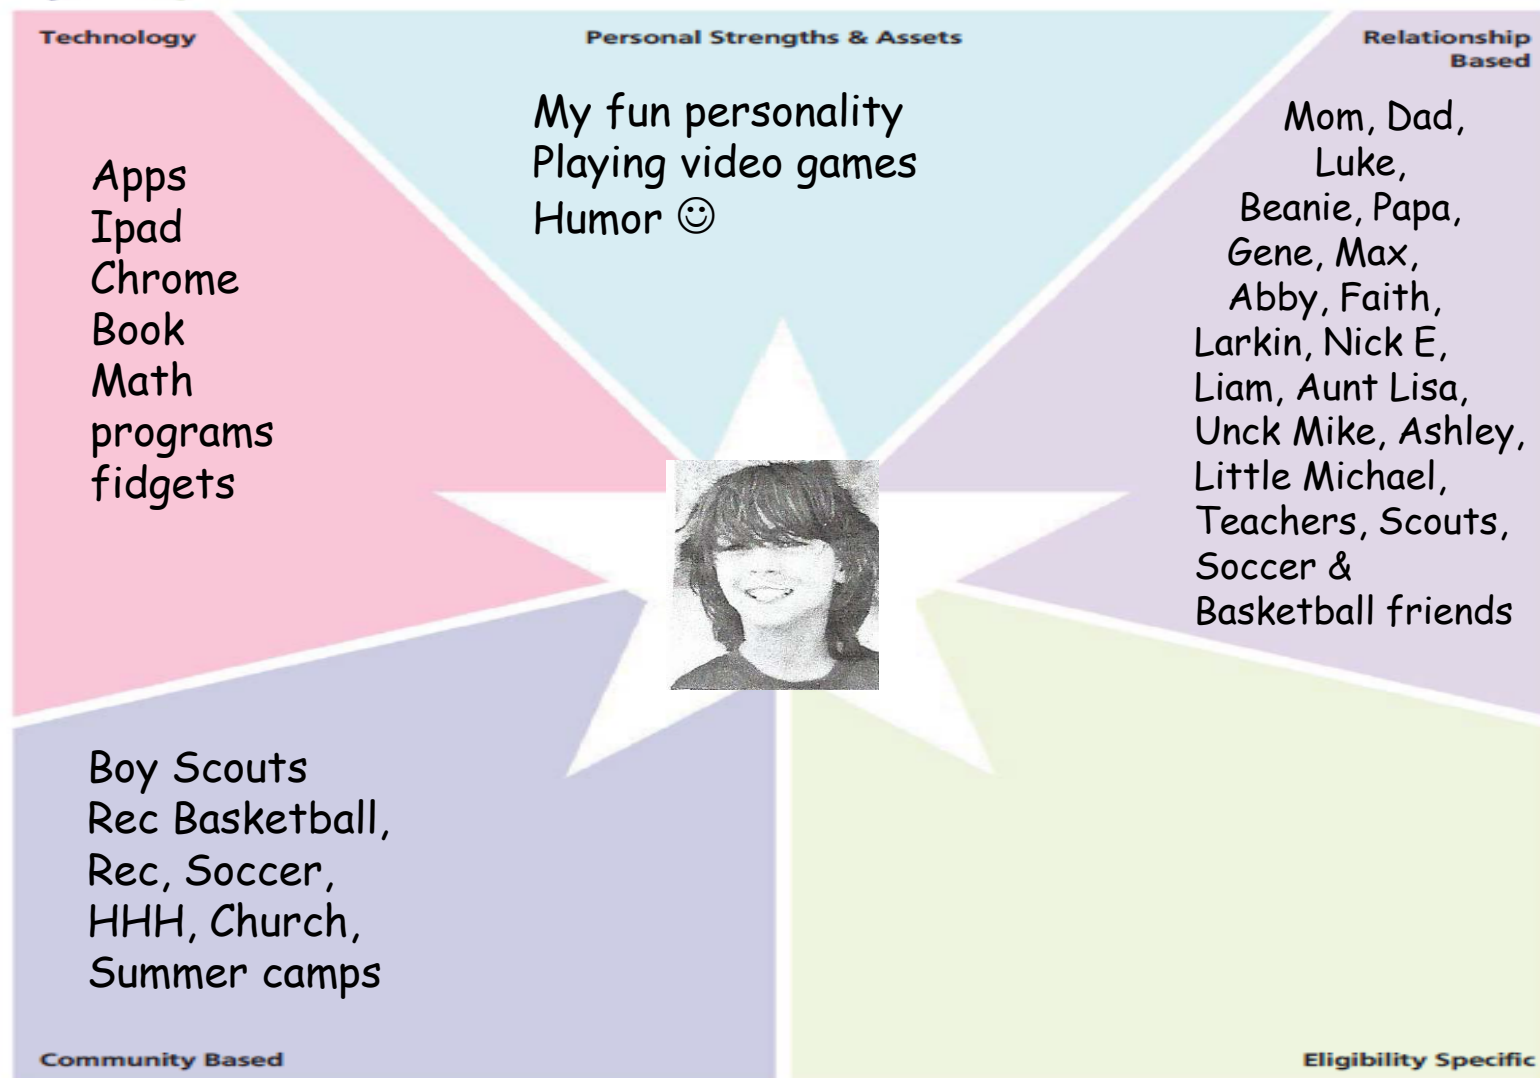 Technology
Personal Strengths & Assets
Relationship
Based
My fun personality
Playing video games
Humor ☺
Apps
Ipad
Chrome
Book
Math
programs
fidgets
Mom, Dad,
Luke,
Beanie, Papa,
Gene, Max,
Abby, Faith,
Larkin, Nick E,
Liam, Aunt Lisa,
Unck Mike, Ashley,
Little Michael,
Teachers, Scouts,
Soccer &
Basketball friends
Boy Scouts
Rec Basketball,
Rec, Soccer,
HHH, Church,
Summer camps
Community Based
Eligibility Specific